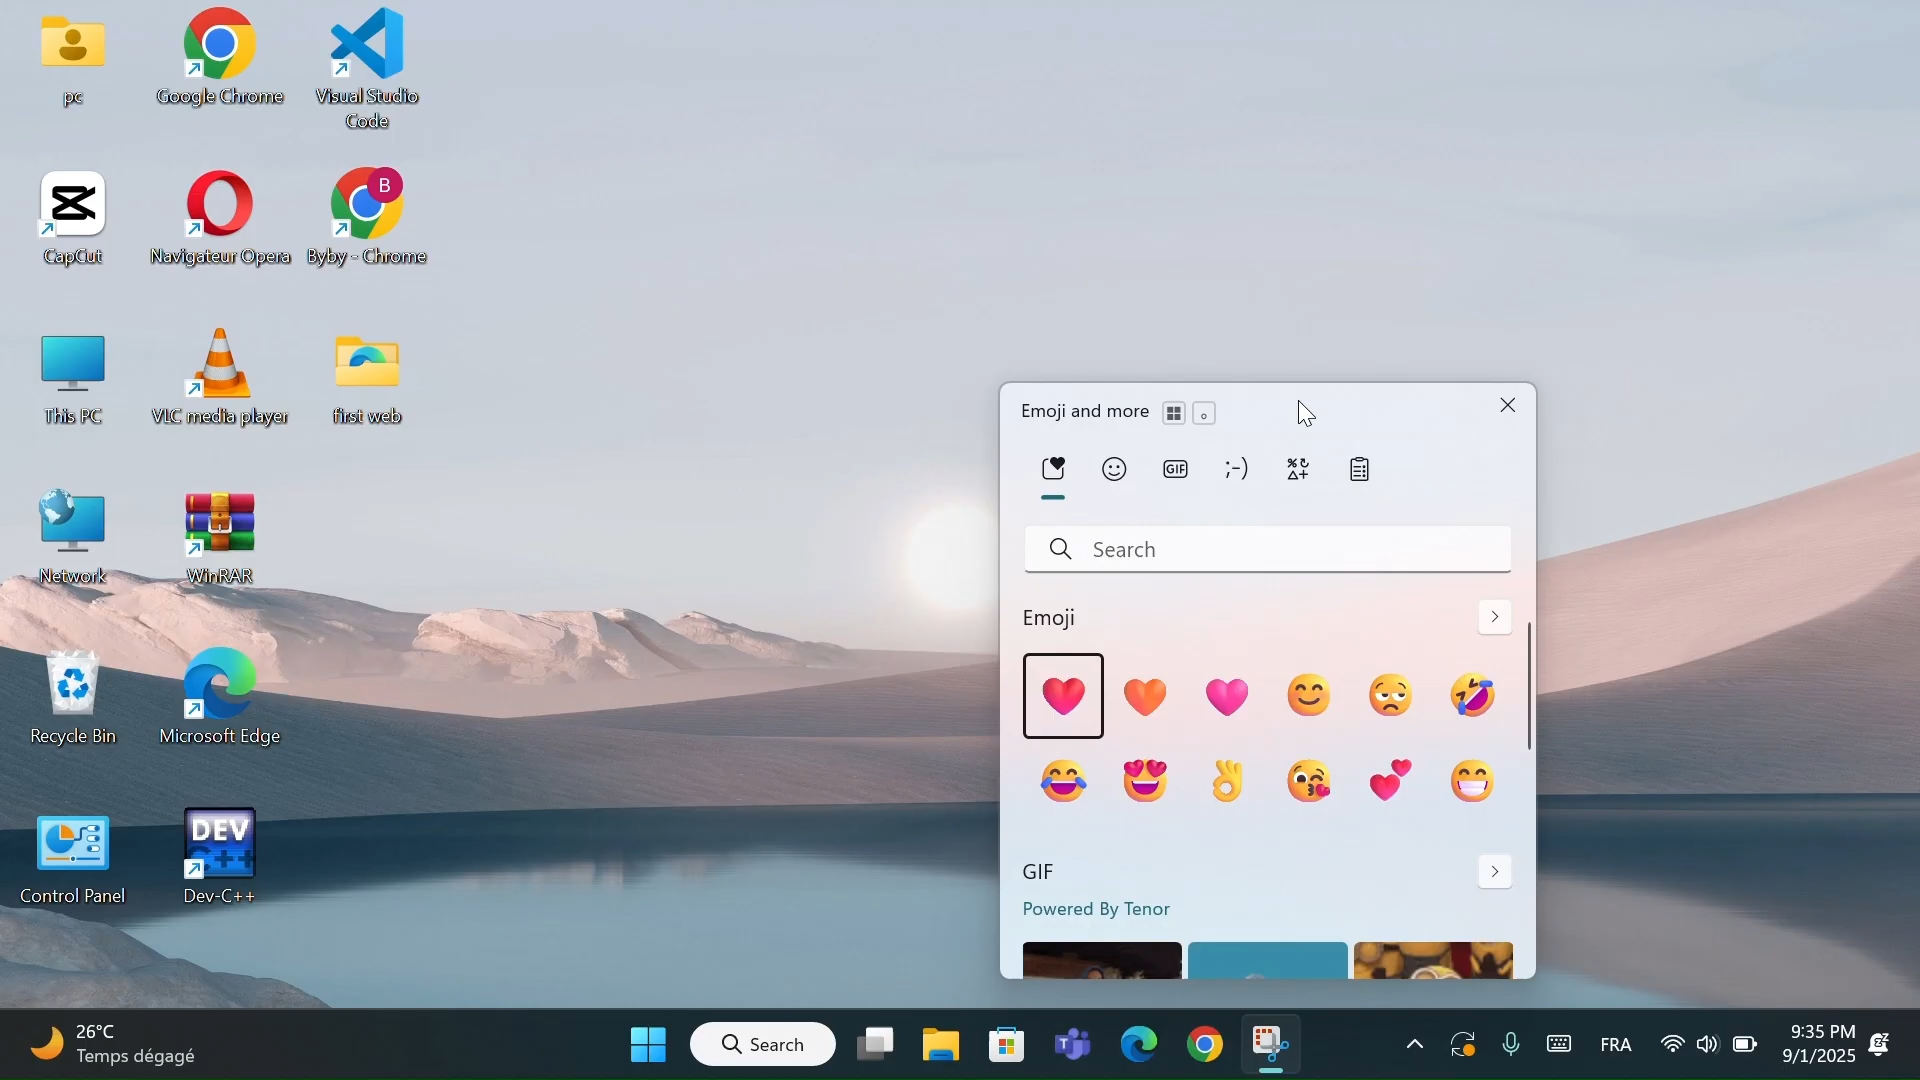 pc
Google Chrome
Visual Studio
Code
CapCut
Navigateur Opera
B
Byby - Chrome
This PC
VLC media player
first web
Network
WinRAR
Recycle Bin
Microsoft Edge
Control Panel
DEV
C++
Dev-C++
Emoji and more
GIF
;-)
Search
Emoji
GIF
Powered By Tenor
26°C
Temps dégagé
Search
FRA
9:35 PM
9/1/2025